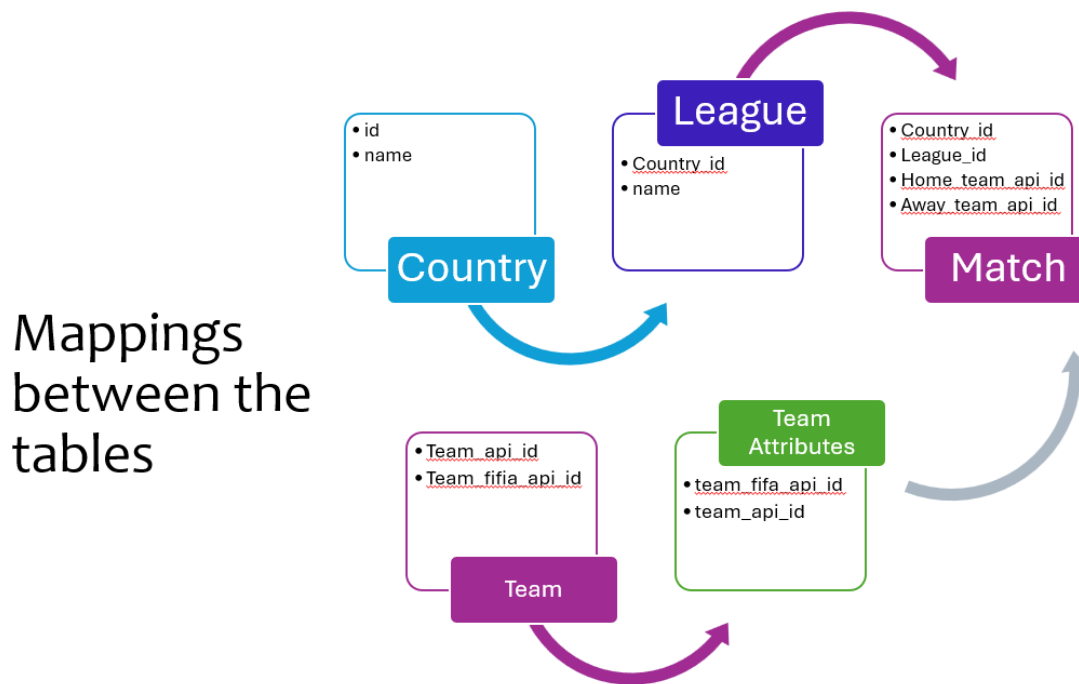 Mappings
between the
tables
• id
• name
Country
League
• Country_id
• name
• Country_id
• League_id
• Home_team_api_id
• Away_team_api_id
Match
• Team_api_id
• Team_fifia_api_id
Team
Team
Attributes
• team_fifa_api_id
• team_api_id